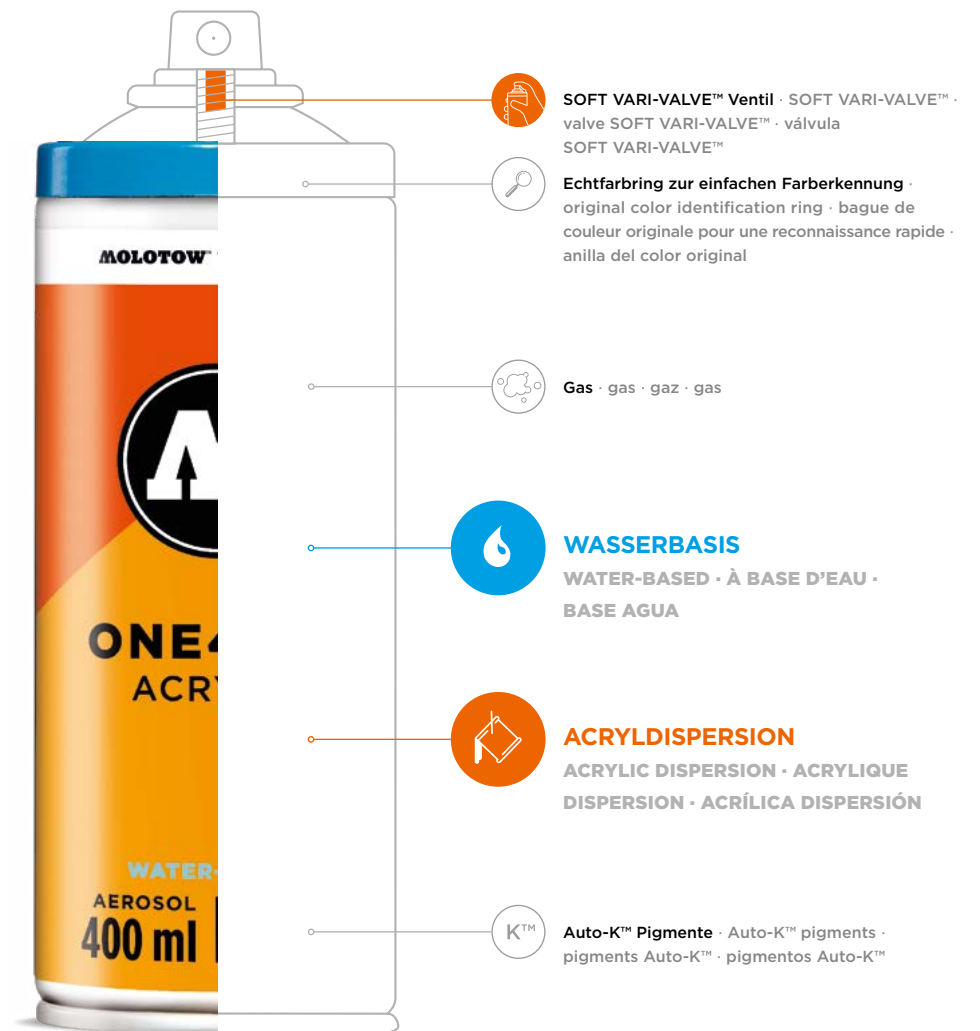 SOFT VARI-VALVE™ Ventil · SOFT VARI-VALVE™ ·
valve SOFT VARI-VALVE™ · válvula
SOFT VARI-VALVE™
Echtfarbring zur einfachen Farberkennung ·
original color identification ring · bague de
couleur originale pour une reconnaissance rapide ·
anilla del color original
MOLOTOW
Gas · gas · gaz · gas
WASSERBASIS
WATER-BASED · À BASE D'EAU ·
BASE AGUA
ONE4
ACRY
ACRYLDISPERSION
ACRYLIC DISPERSION · ACRYLIQUE
DISPERSION · ACRÍLICA DISPERSIÓN
WATER-
AEROSOL
400 ml
K™
Auto-K™ Pigmente · Auto-K™ pigments ·
pigments Auto-K™ · pigmentos Auto-K™